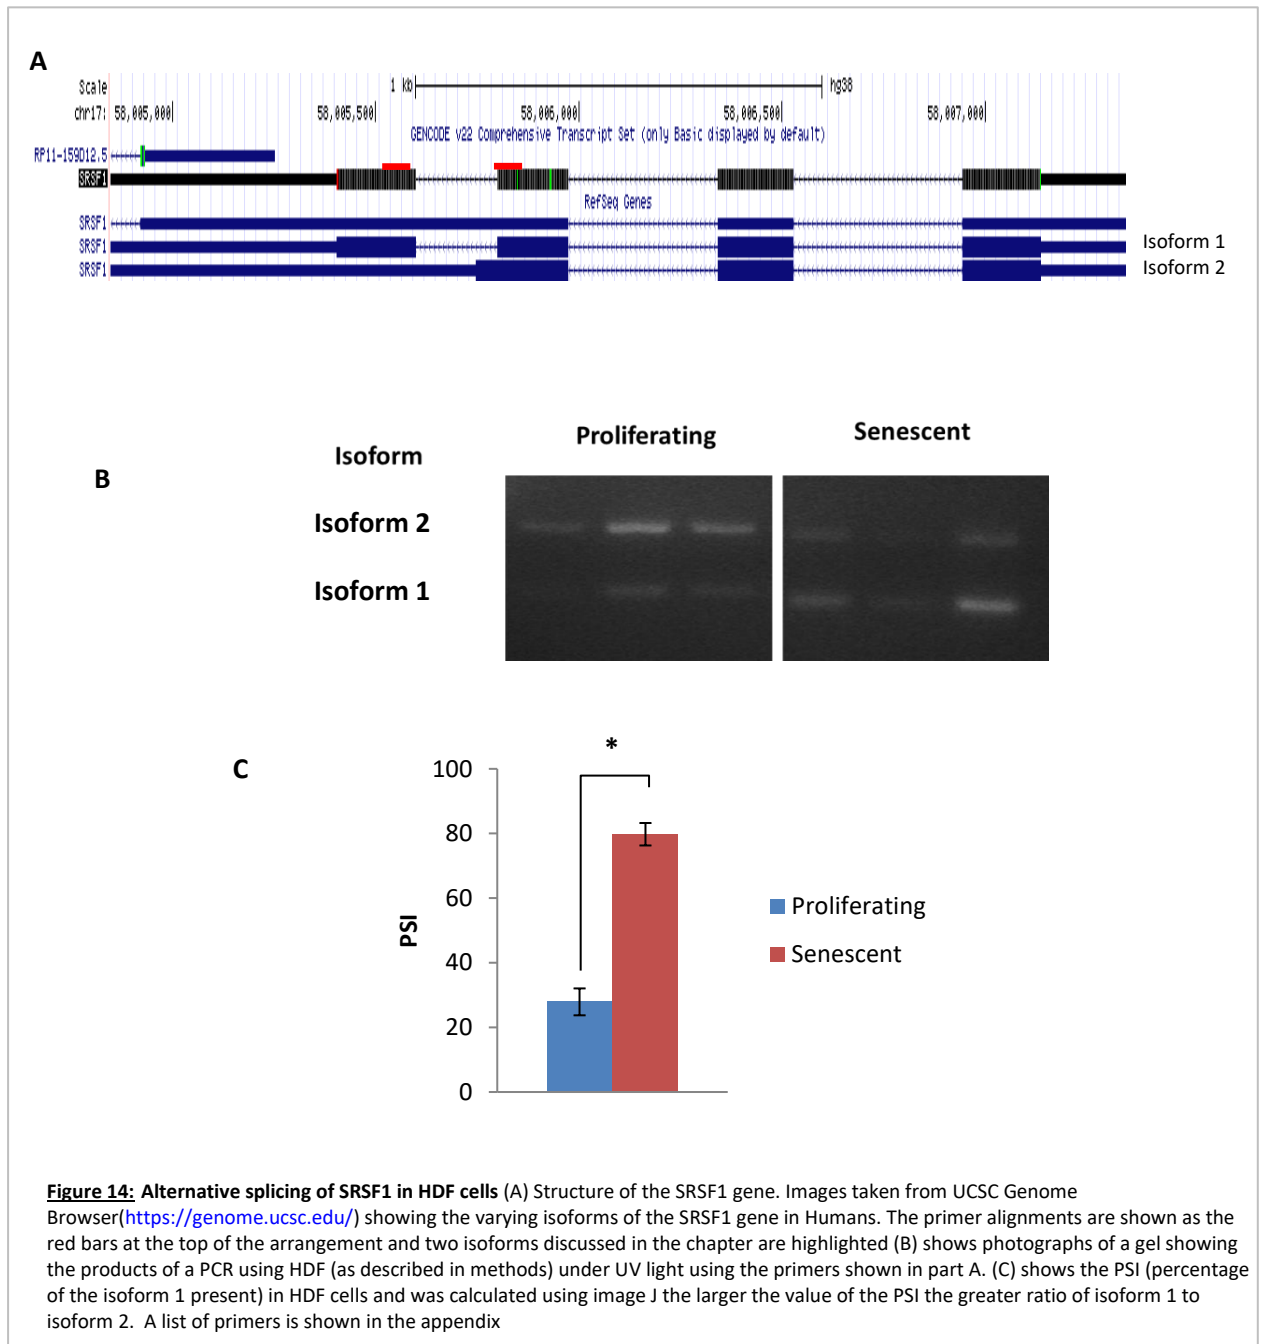 A
Scale
1 kb
hg38
chr17:
58,005,000|
58,005,500|
58,006,000|
58,006,500|
58,007,000|
GENCODE v22 Comprehensive Transcript Set (only Basic displayed by default)
RP11-159D12.5
SRSF1
RefSeq Genes
SRSF1
SRSF1
Isoform 1
SRSF1
Isoform 2
B
Isoform
Proliferating
Senescent
Isoform 2
Isoform 1
C
*
100
80
60
40
20
0
PSI
Proliferating
Senescent
Figure 14: Alternative splicing of SRSF1 in HDF cells (A) Structure of the SRSF1 gene. Images taken from UCSC Genome
Browser(https://genome.ucsc.edu/) showing the varying isoforms of the SRSF1 gene in Humans. The primer alignments are shown as the
red bars at the top of the arrangement and two isoforms discussed in the chapter are highlighted (B) shows photographs of a gel showing
the products of a PCR using HDF (as described in methods) under UV light using the primers shown in part A. (C) shows the PSI (percentage
of the isoform 1 present) in HDF cells and was calculated using image J the larger the value of the PSI the greater ratio of isoform 1 to
isoform 2.  A list of primers is shown in the appendix